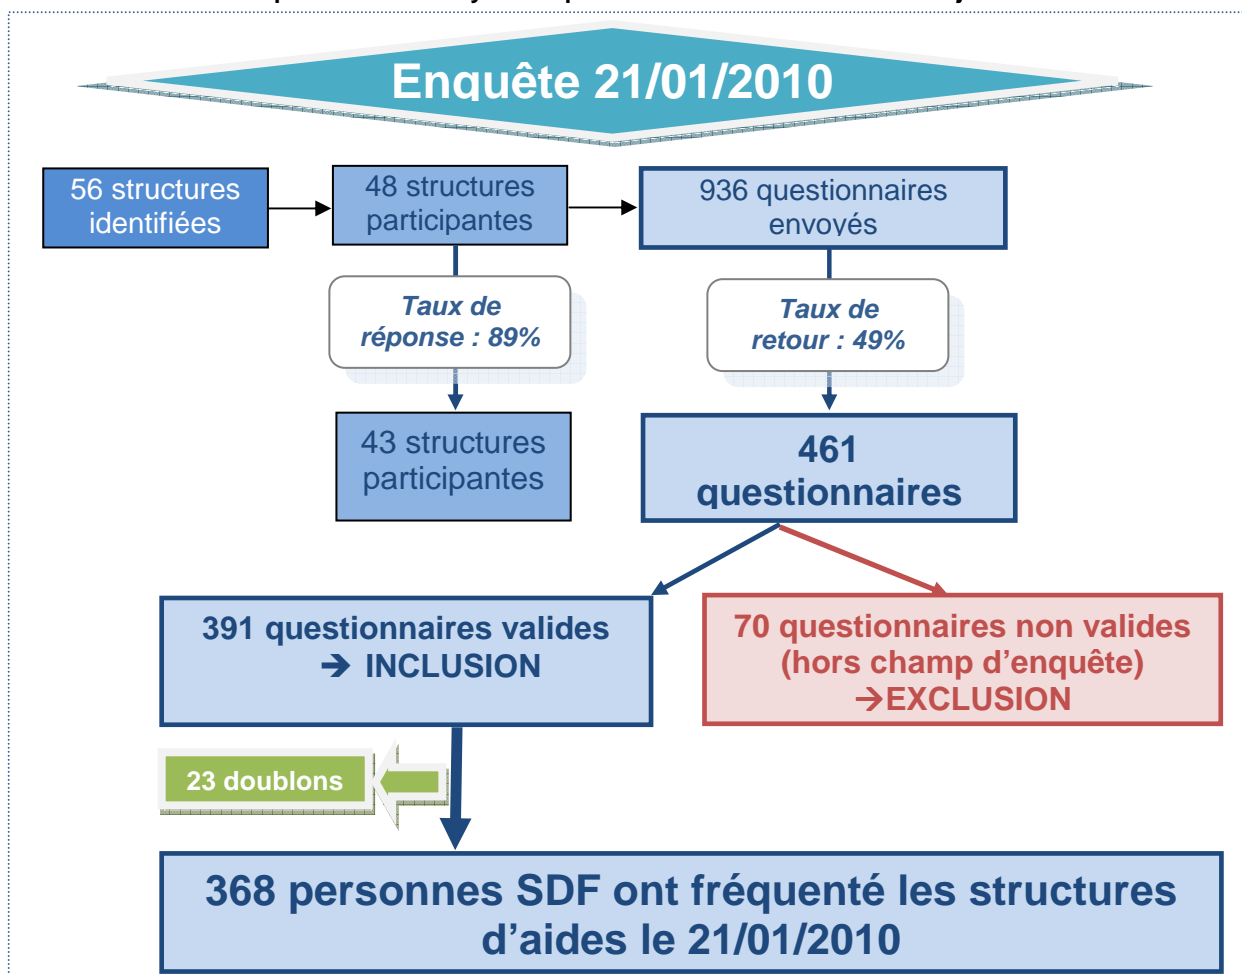 Enquête 21/01/2010
56 structures
identifiées
48 structures
participantes
936 questionnaires
envoyés
Taux de
réponse : 89%
Taux de
retour : 49%
43 structures
participantes
461
questionnaires
391 questionnaires valides
➔ INCLUSION
70 questionnaires non valides
(hors champ d’enquête)
➔EXCLUSION
23 doublons
368 personnes SDF ont fréquenté les structures
d’aides le 21/01/2010